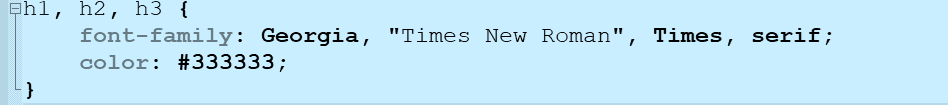 h1, h2, h3 {
font-family: Georgia, "Times New Roman", Times, serif;
color: #333333;
}